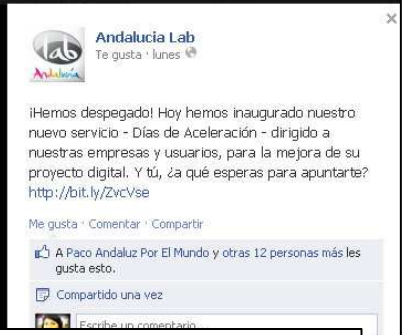 lab
Andalucía
Andalucia Lab
Te gusta · lunes
¡Hemos despegado! Hoy hemos inaugurado nuestro
nuevo servicio - Días de Aceleración - dirigido a
nuestras empresas y usuarios, para la mejora de su
proyecto digital. Y tú, ¿a qué esperas para apuntarte?
http://bit.ly/ZvcVse
Me gusta · Comentar · Compartir
A Paco Andaluz Por El Mundo y otras 12 personas más les
gusta esto.
Compartido una vez
Escribe un comentario...